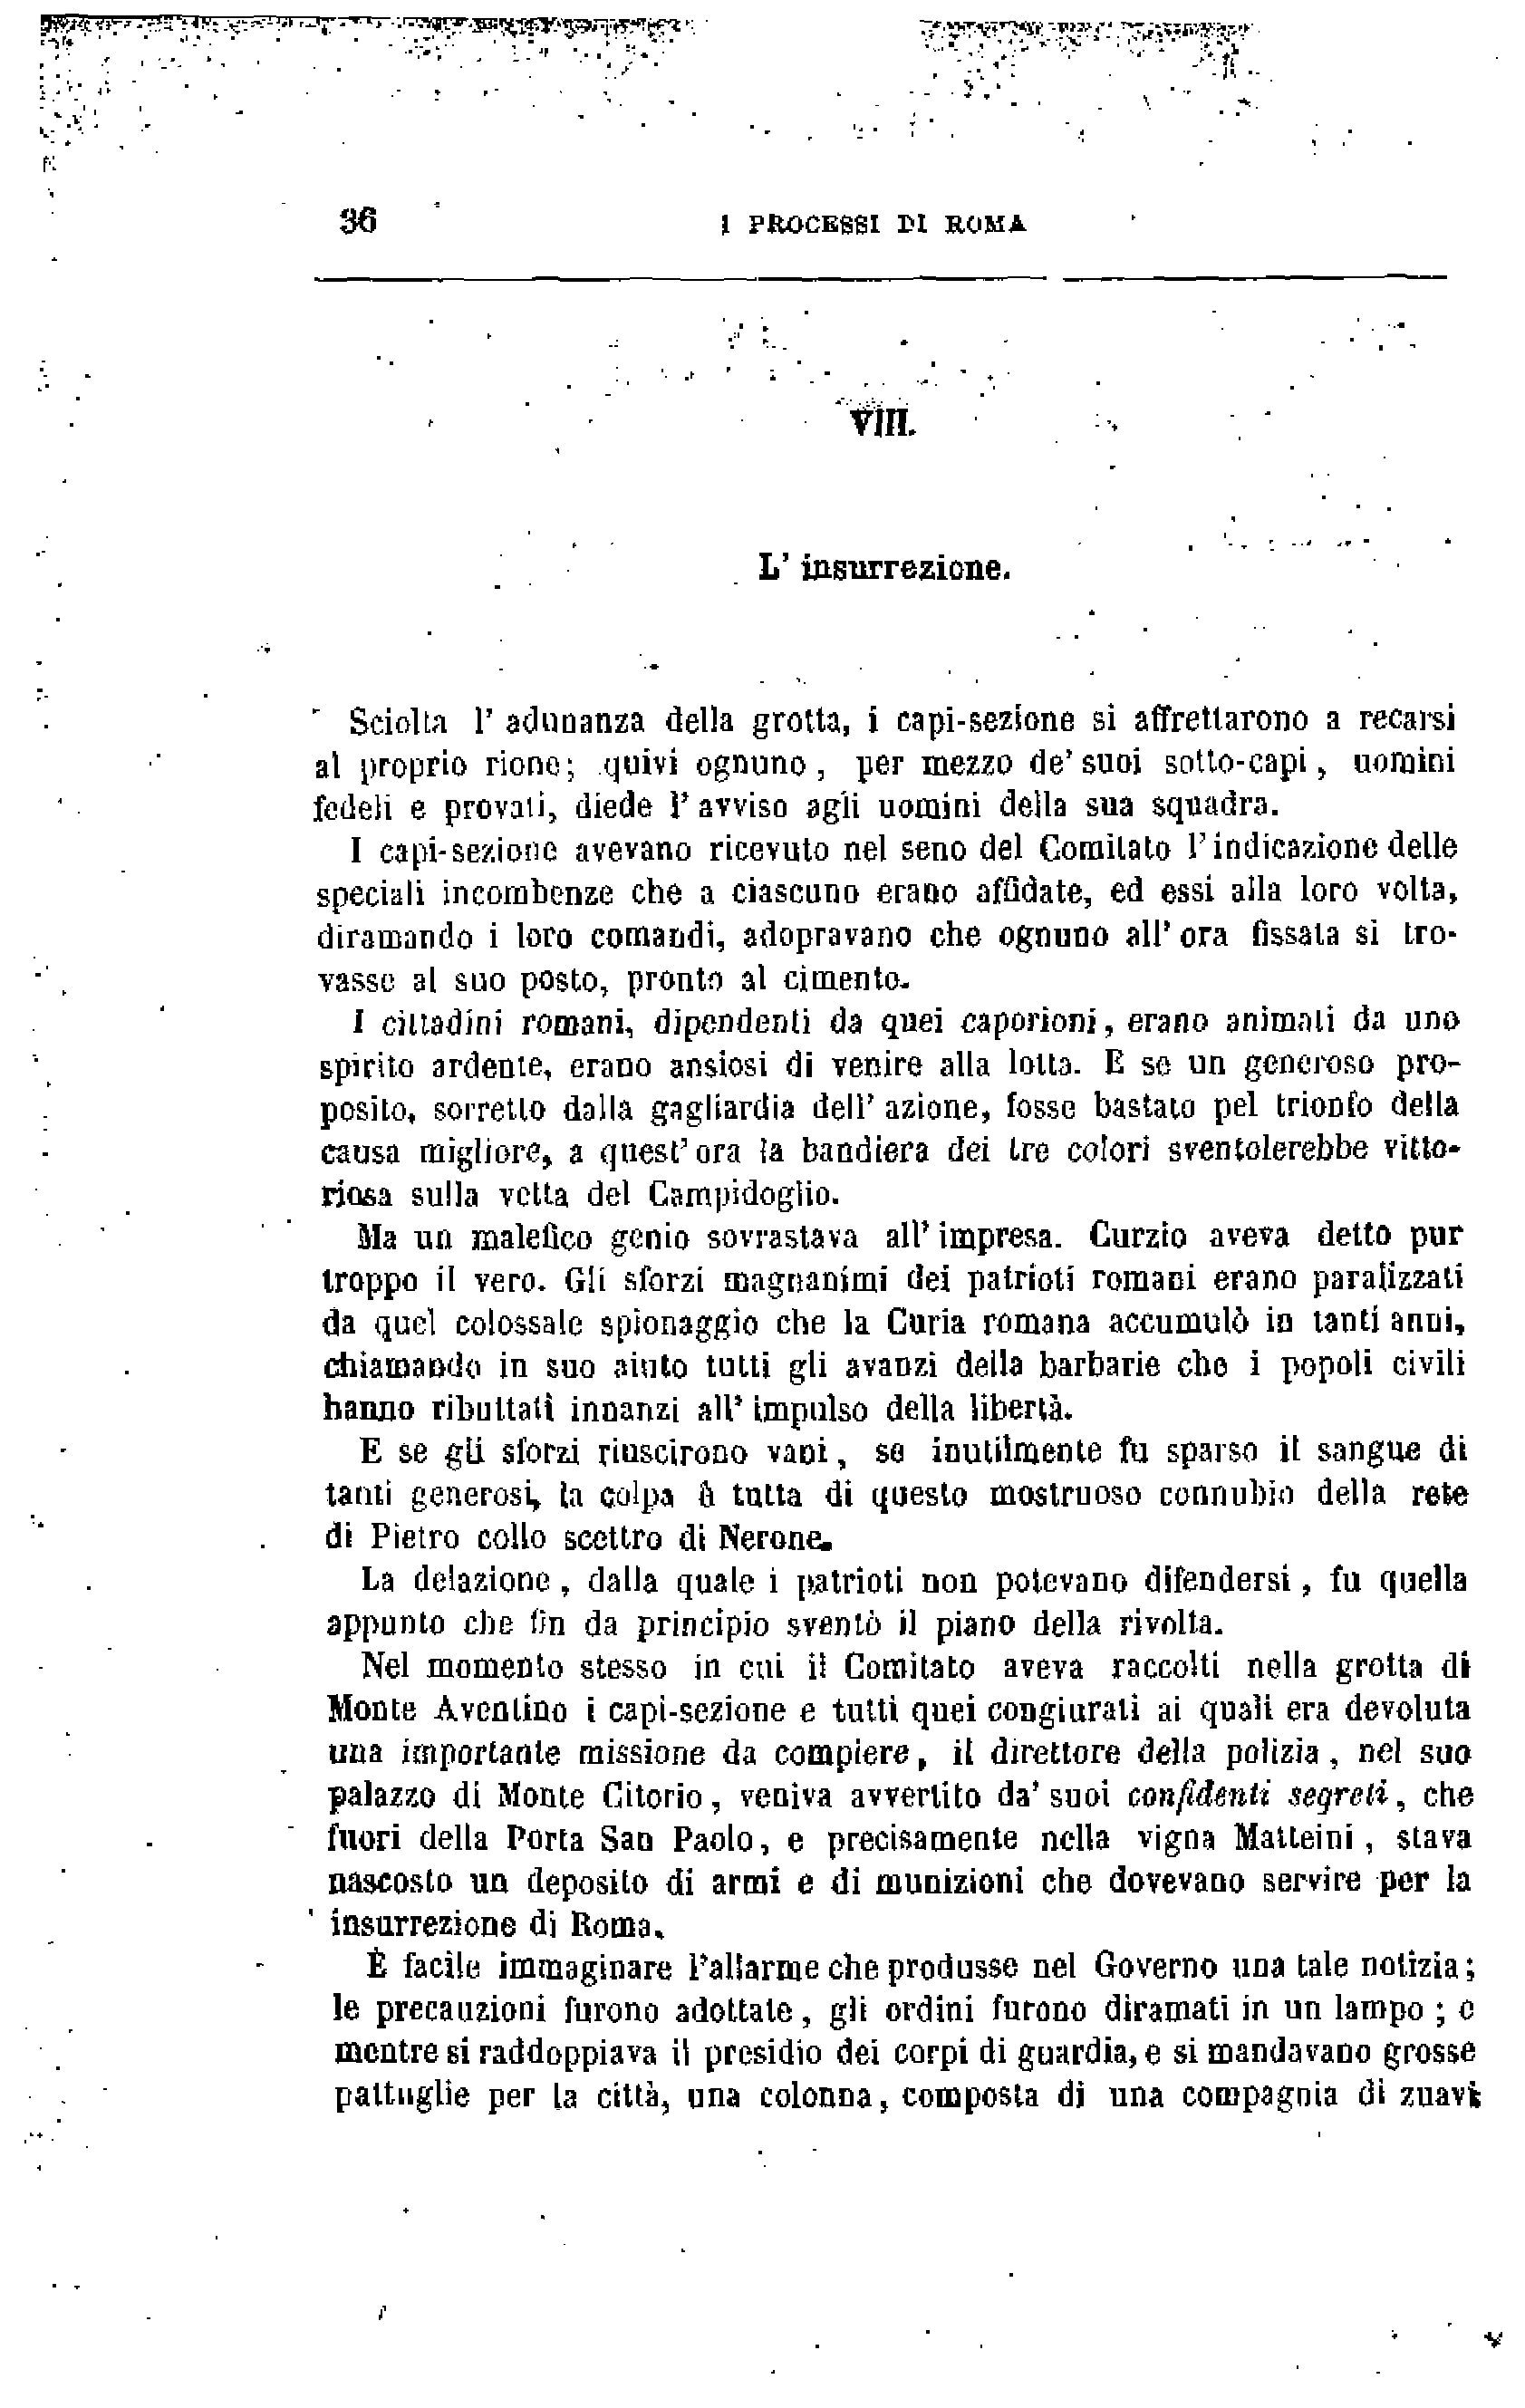 36
I PROCESSI DI ROMA
VIII.
L' insurrezione.
Sciolta l' adunanza della grotta, i capi-sezione si affrettarono a recarsi
al proprio rione; quivi ognuno, per mezzo de' suoi sotto-capi, uomini
fedeli e provati, diede l' avviso agli uomini della sua squadra.
I capi-sezione avevano ricevuto nel seno del Comitato l' indicazione delle
speciali incombenze che a ciascuno erano affidate, ed essi alla loro volta,
diramando i loro comandi, adopravano che ognuno all' ora fissata si tro-
vasse al suo posto, pronto al cimento.
I cittadini romani, dipendenti da quei caporioni, erano animati da uno
spirito ardente, erano ansiosi di venire alla lotta. E se un generoso pro-
posito, sorretto dalla gagliardia dell' azione, fosse bastato pel trionfo della
causa migliore, a quest' ora la bandiera dei tre colori sventolerebbe vitto-
riosa sulla vetta del Campidoglio.
Ma un malefico genio sovrastava all' impresa. Curzio aveva detto pur
troppo il vero. Gli sforzi magnanimi dei patrioti romani erano paralizzati
da quel colossale spionaggio che la Curia romana accumulò in tanti anni,
chiamando in suo aiuto tutti gli avanzi della barbarie che i popoli civili
hanno ributtati innanzi all' impulso della libertà.
E se gli sforzi riuscirono vani, se inutilmente fu sparso il sangue di
tanti generosi, la colpa è tutta di questo mostruoso connubio della rete
di Pietro collo scettro di Nerone.
La delazione, dalla quale i patrioti non potevano difendersi, fu quella
appunto che fin da principio sventò il piano della rivolta.
Nel momento stesso in cui il Comitato aveva raccolti nella grotta di
Monte Aventino i capi-sezione e tutti quei congiurati ai quali era devoluta
una importante missione da compiere, il direttore della polizia, nel suo
palazzo di Monte Citorio, veniva avvertito da' suoi confidenti segreti, che
fuori della Porta San Paolo, e precisamente nella vigna Matteini, stava
nascosto un deposito di armi e di munizioni che dovevano servire per la
insurrezione di Roma.
È facile immaginare l'allarme che produsse nel Governo una tale notizia;
le precauzioni furono adottate, gli ordini furono diramati in un lampo; e
mentre si raddoppiava il presidio dei corpi di guardia, e si mandavano grosse
pattuglie per la città, una colonna, composta di una compagnia di zuavi